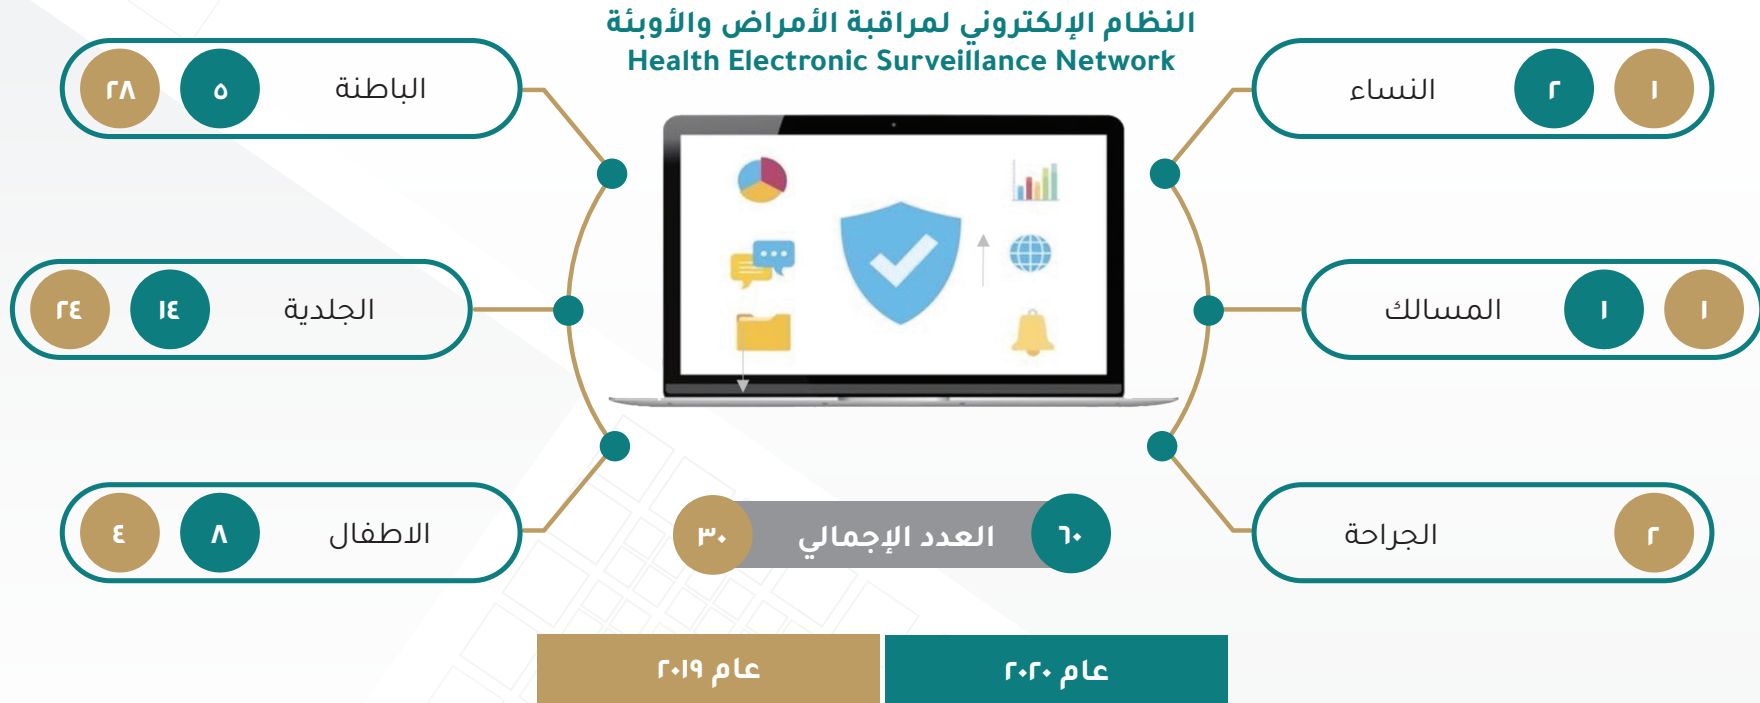 النظام الإلكتروني لمراقبة الأمراض والأوبئة
Health Electronic Surveillance Network
١ ٢ النساء
الباطنة ٥ ٢٨
١ ١ المسالك
الجلدية ١٤ ٢٤
٢ الجراحة
الاطفال ٨ ٤
٦٠ العدد الإجمالي ٣٠
عام ٢٠٢٠
عام ٢٠١٩